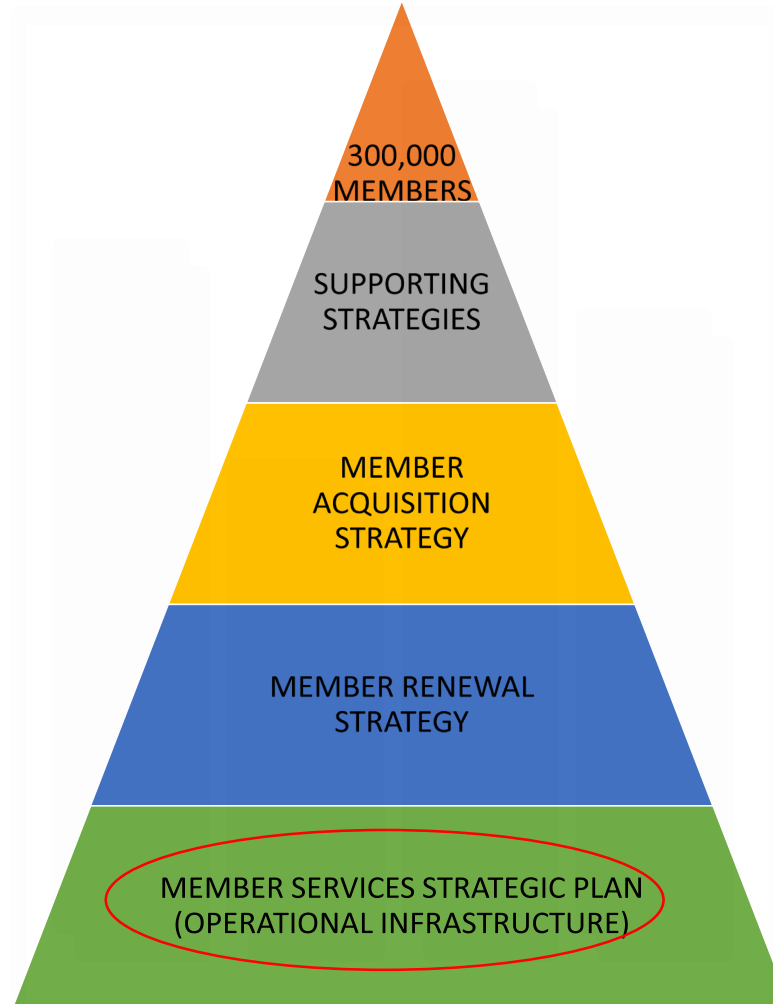 300,000
MEMBERS
SUPPORTING
STRATEGIES
MEMBER
ACQUISITION
STRATEGY
MEMBER RENEWAL
STRATEGY
MEMBER SERVICES STRATEGIC PLAN
(OPERATIONAL INFRASTRUCTURE)